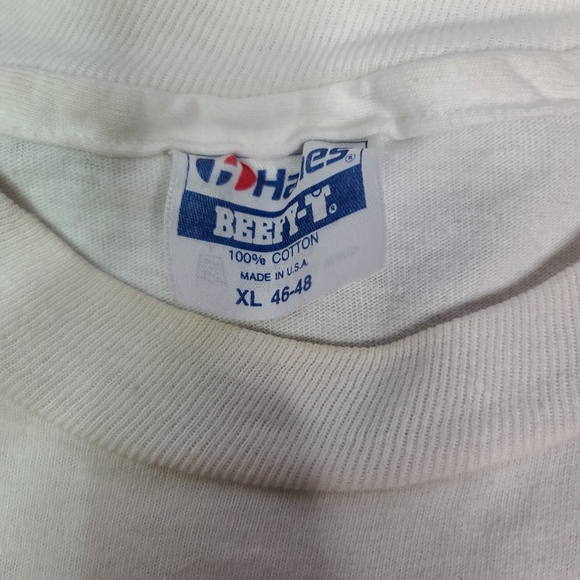 Hanes®
BEEFY-T®
100% COTTON
MADE IN U.S.A.
XL 46-48